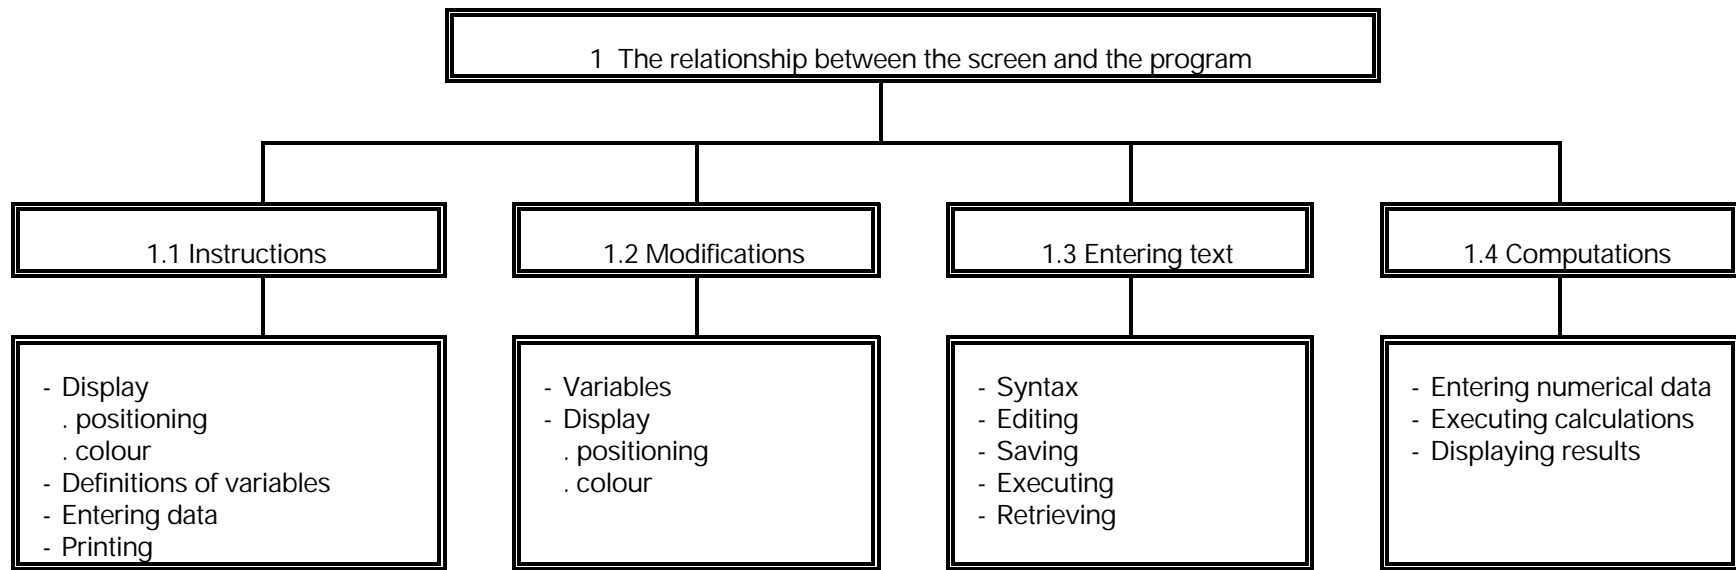 1 The relationship between the screen and the program
1.1 Instructions
1.2 Modifications
1.3 Entering text
1.4 Computations
- Display
. positioning
. colour
- Definitions of variables
- Entering data
- Printing
- Variables
- Display
. positioning
. colour
- Syntax
- Editing
- Saving
- Executing
- Retrieving
- Entering numerical data
- Executing calculations
- Displaying results